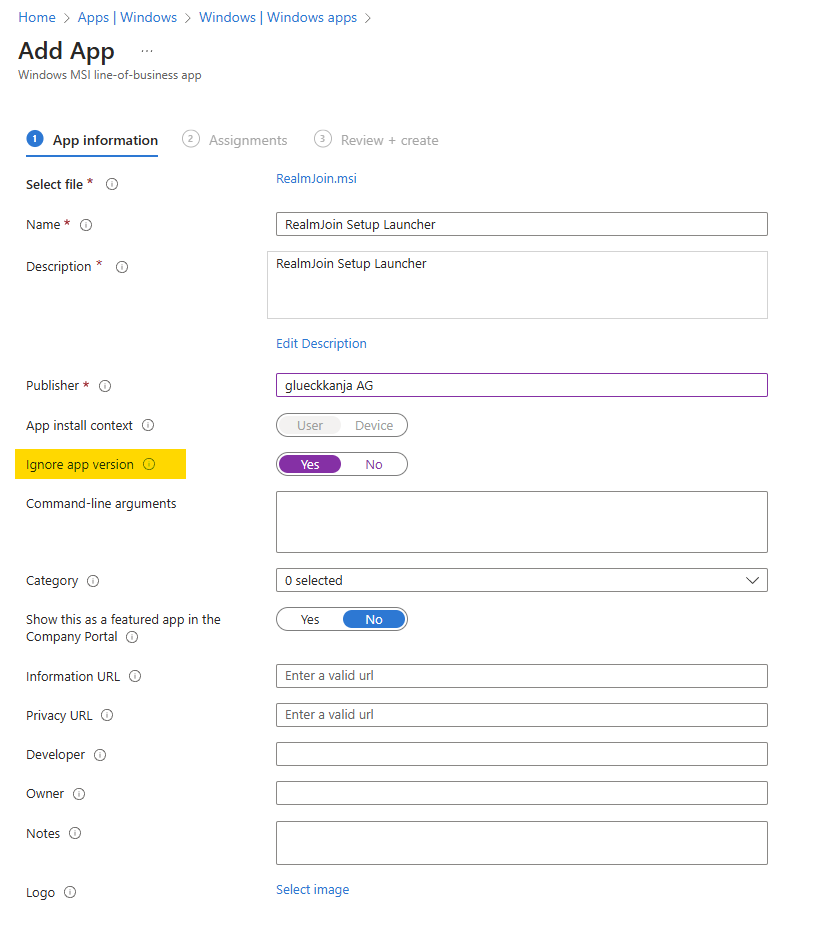 Home > Apps | Windows > Windows | Windows apps >
Add App ...
Windows MSI line-of-business app
1 App information 2 Assignments 3 Review + create
Select file * RealmJoin.msi
Name * RealmJoin Setup Launcher
Description * RealmJoin Setup Launcher
Edit Description
Publisher * glueckkanja AG
App install context User Device
Ignore app version Yes No
Command-line arguments
Category 0 selected
Show this as a featured app in the Yes No
Company Portal
Information URL Enter a valid url
Privacy URL Enter a valid url
Developer
Owner
Notes
Logo Select image